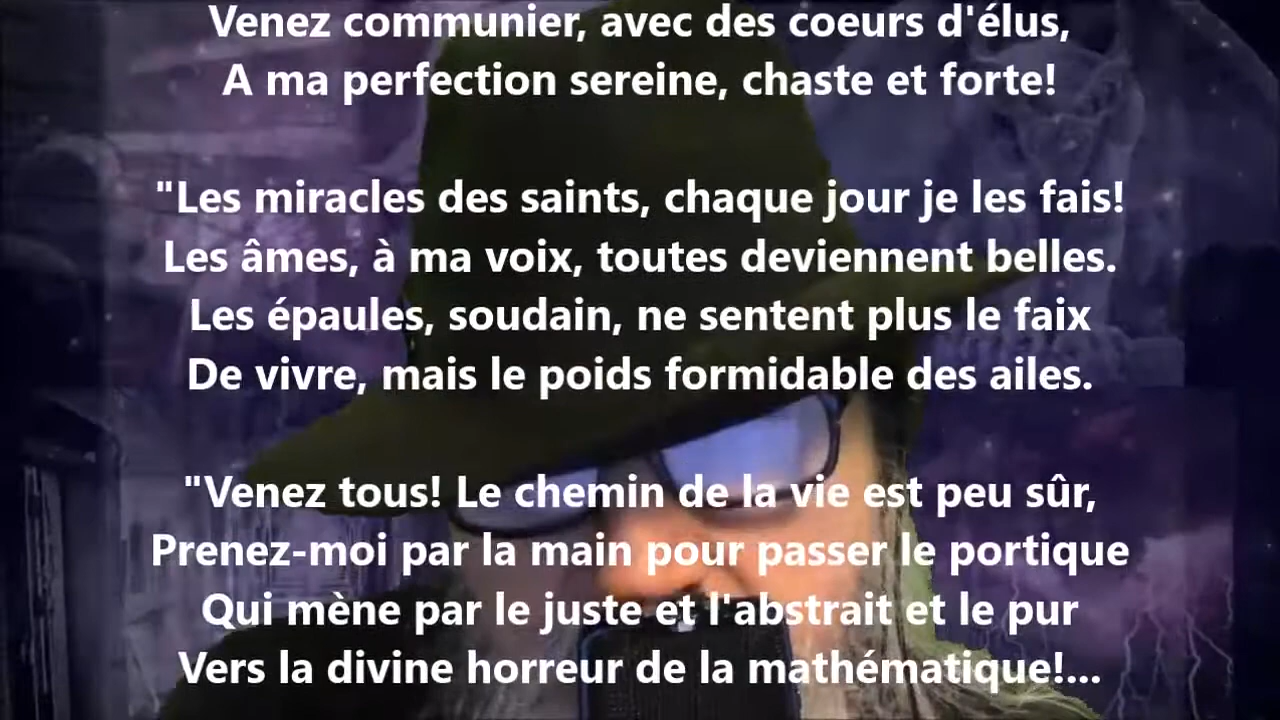 Venez communier, avec des coeurs d'élus,
A ma perfection sereine, chaste et forte!
"Les miracles des saints, chaque jour je les fais!
Les âmes, à ma voix, toutes deviennent belles.
Les épaules, soudain, ne sentent plus le faix
De vivre, mais le poids formidable des ailes.
"Venez tous! Le chemin de la vie est peu sûr,
Prenez-moi par la main pour passer le portique
Qui mène par le juste et l'abstrait et le pur
Vers la divine horreur de la mathématique!...